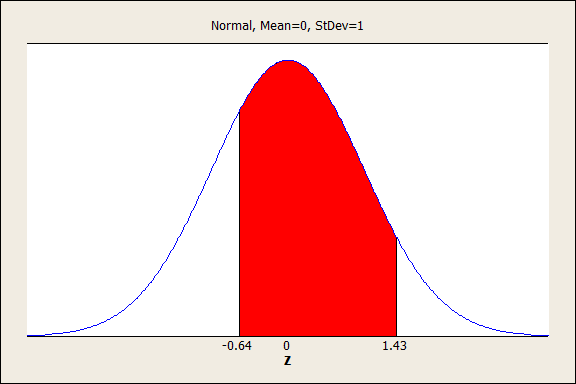 Normal, Mean=0, StDev=1
-0.64 0 1.43
Z